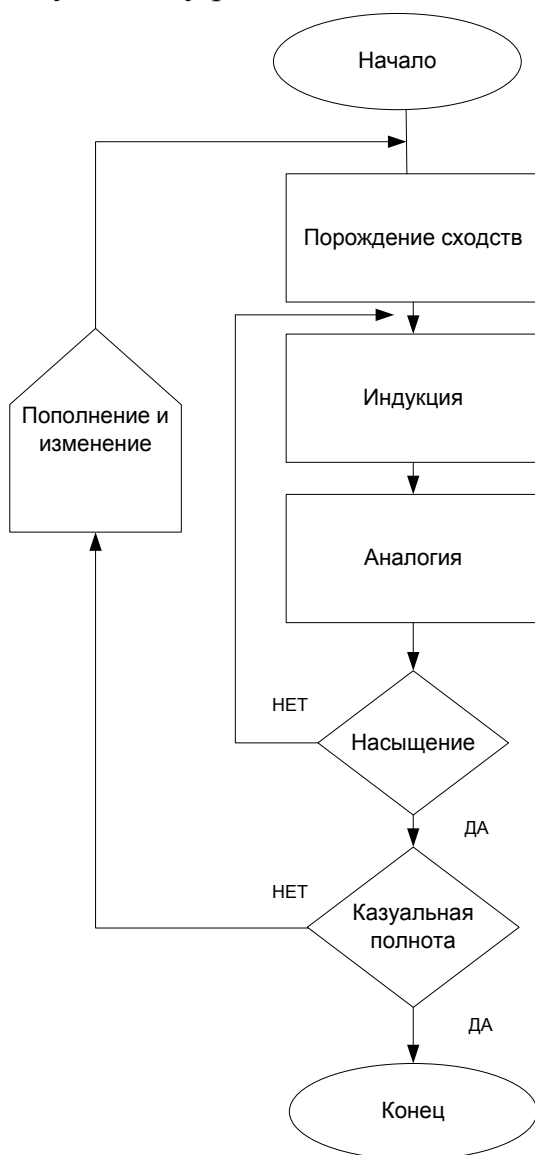 Начало
Порождение сходств
Индукция
Пополнение и
изменение
Аналогия
НЕТ
Насыщение
ДА
НЕТ
Казуальная
полнота
ДА
Конец